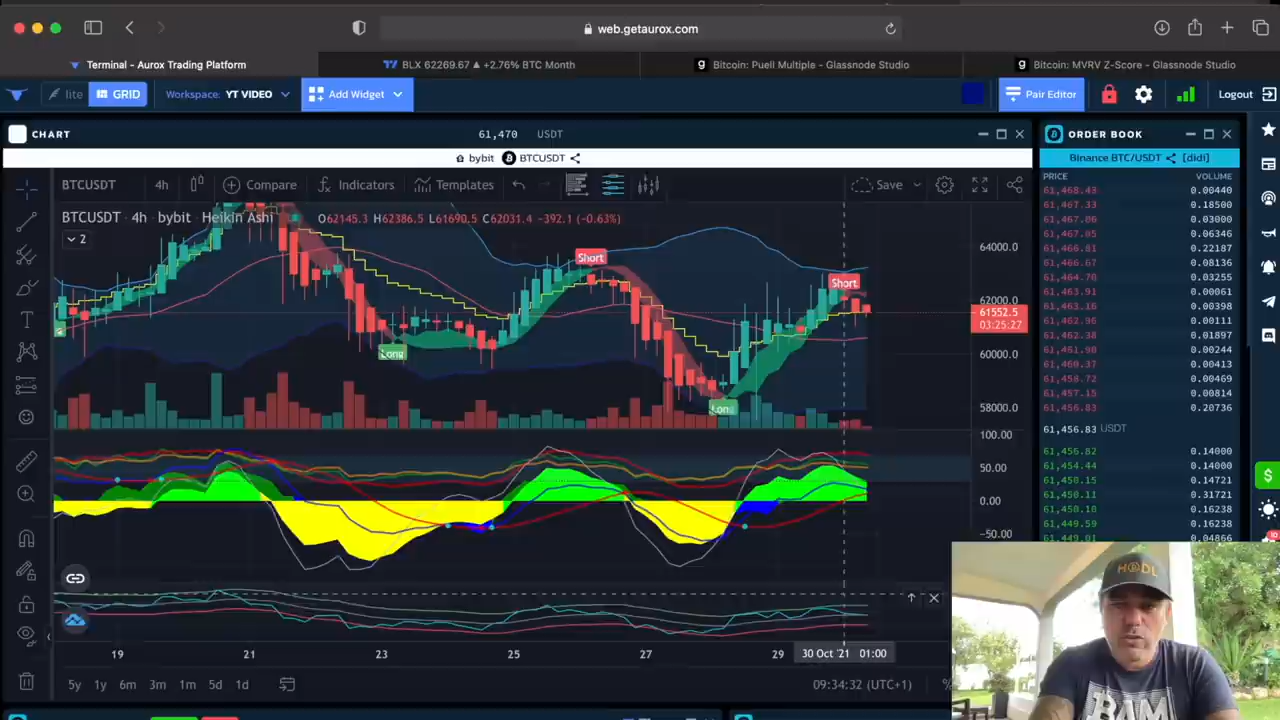 web.getaurox.com
Terminal - Aurox Trading Platform
BLX 62269.67 ▲ +2.76% BTC Month
Bitcoin: Puell Multiple - Glassnode Studio
Bitcoin: MVRV Z-Score - Glassnode Studio
lite
GRID
Workspace: YT VIDEO
Add Widget
Pair Editor
Logout
CHART
61,470 USDT
ORDER BOOK
bybit BTCUSDT
Binance BTC/USDT [didi]
BTCUSDT
4h
Compare
Indicators
Templates
Save
BTCUSDT · 4h · bybit · Heikin Ashi
O62145.3 H62386.5 L61690.5 C62031.4 -392.1 (-0.63%)
2
Short
Short
Long
Long
64000.0
62000.0
61552.5
03:25:27
60000.0
58000.0
100.00
50.00
0.00
-50.00
PRICE VOLUME
61,468.43 0.00440
61,467.33 0.18500
61,467.06 0.03000
61,467.05 0.06346
61,466.81 0.22187
61,466.67 0.08136
61,464.70 0.03255
61,463.91 0.00061
61,463.16 0.00398
61,462.96 0.00111
61,462.38 0.01897
61,451.90 0.00244
61,460.37 0.00413
61,458.72 0.00469
61,457.15 0.00814
61,456.83 0.20736
61,456.83 USDT
61,456.82 0.14000
61,454.44 0.14000
61,450.15 0.14721
61,450.11 0.31721
61,450.10 0.16238
61,449.59 0.16238
61,449.01 0.04866
19
21
23
25
27
29
30 Oct '21 01:00
5y
1y
6m
3m
1m
5d
1d
09:34:32 (UTC+1)
%
10
HODL
BAM